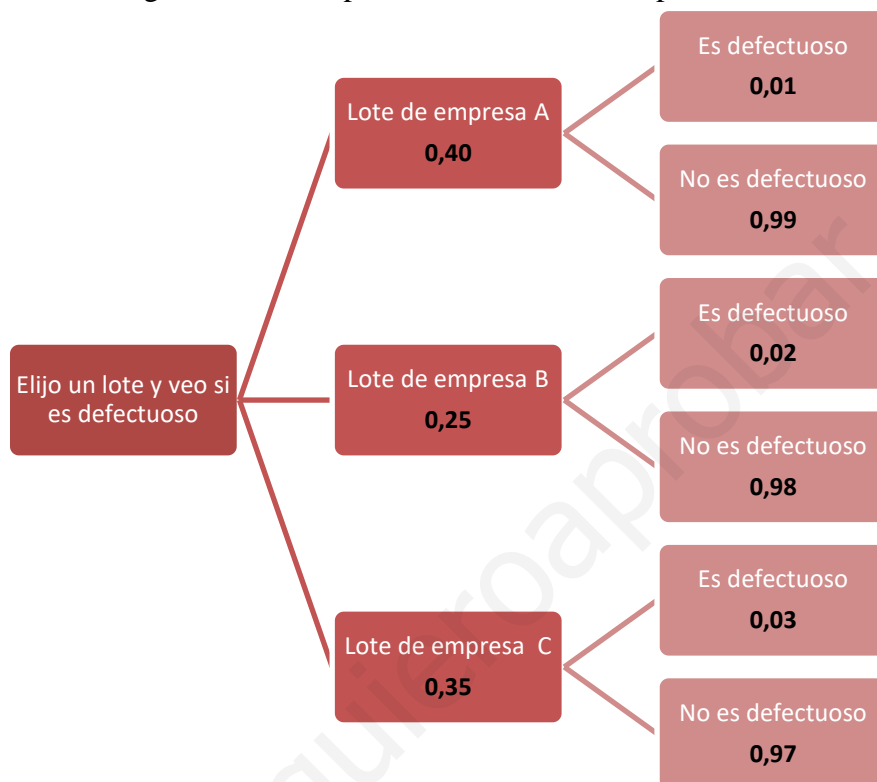 Es defectuoso
0,01
Lote de empresa A
0,40
No es defectuoso
0,99
Es defectuoso
0,02
Elijo un lote y veo si
es defectuoso
Lote de empresa B
0,25
No es defectuoso
0,98
Es defectuoso
0,03
Lote de empresa C
0,35
No es defectuoso
0,97
quieroaprobar